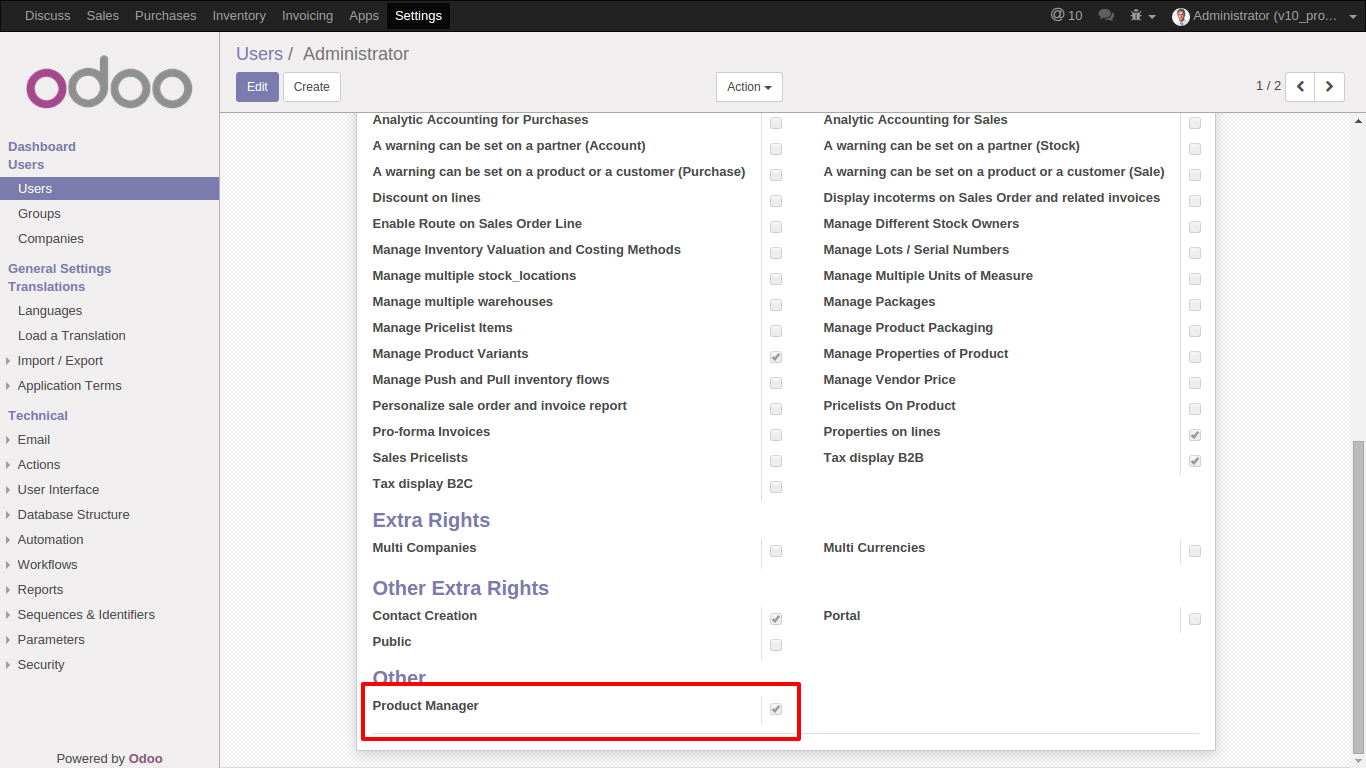 Discuss Sales Purchases Inventory Invoicing Apps Settings @ 10 Administrator (v10_pro...
odoo
Users / Administrator
Edit Create Action 1 / 2
Dashboard
Users
Users
Groups
Companies
General Settings
Translations
Languages
Load a Translation
Import / Export
Application Terms
Technical
Email
Actions
User Interface
Database Structure
Automation
Workflows
Reports
Sequences & Identifiers
Parameters
Security
Powered by Odoo
Analytic Accounting for Purchases Analytic Accounting for Sales
A warning can be set on a partner (Account) A warning can be set on a partner (Stock)
A warning can be set on a product or a customer (Purchase) A warning can be set on a product or a customer (Sale)
Discount on lines Display incoterms on Sales Order and related invoices
Enable Route on Sales Order Line Manage Different Stock Owners
Manage Inventory Valuation and Costing Methods Manage Lots / Serial Numbers
Manage multiple stock_locations Manage Multiple Units of Measure
Manage multiple warehouses Manage Packages
Manage Pricelist Items Manage Product Packaging
Manage Product Variants Manage Properties of Product
Manage Push and Pull inventory flows Manage Vendor Price
Personalize sale order and invoice report Pricelists On Product
Pro-forma Invoices Properties on lines
Sales Pricelists Tax display B2B
Tax display B2C
Extra Rights
Multi Companies Multi Currencies
Other Extra Rights
Contact Creation Portal
Public
Other
Product Manager